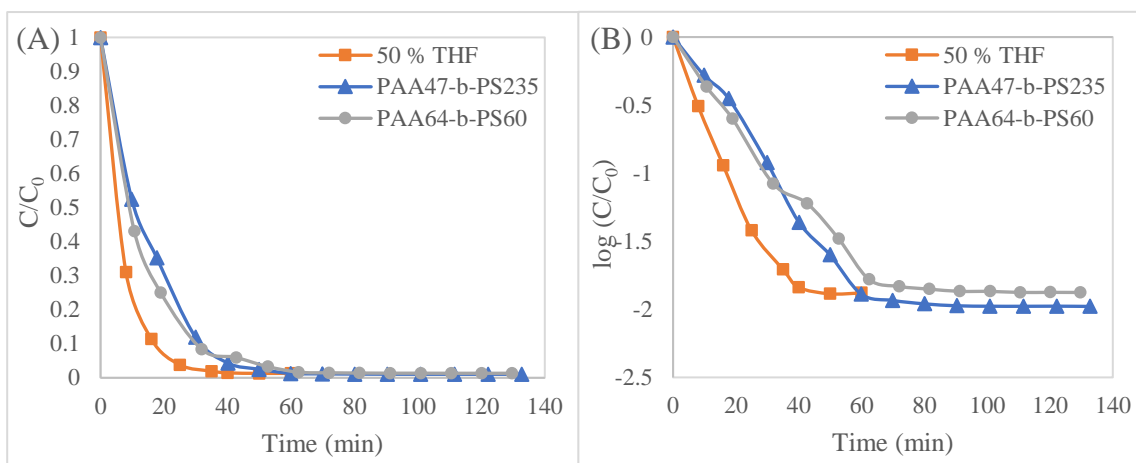 (A)
1
0.9
0.8
0.7
0.6
0.5
0.4
0.3
0.2
0.1
0
C/C0
50 % THF
PAA47-b-PS235
PAA64-b-PS60
0 20 40 60 80 100 120 140
Time (min)
(B)
0
-0.5
-1
-1.5
-2
-2.5
log (C/C0)
50 % THF
PAA47-b-PS235
PAA64-b-PS60
0 20 40 60 80 100 120 140
Time (min)